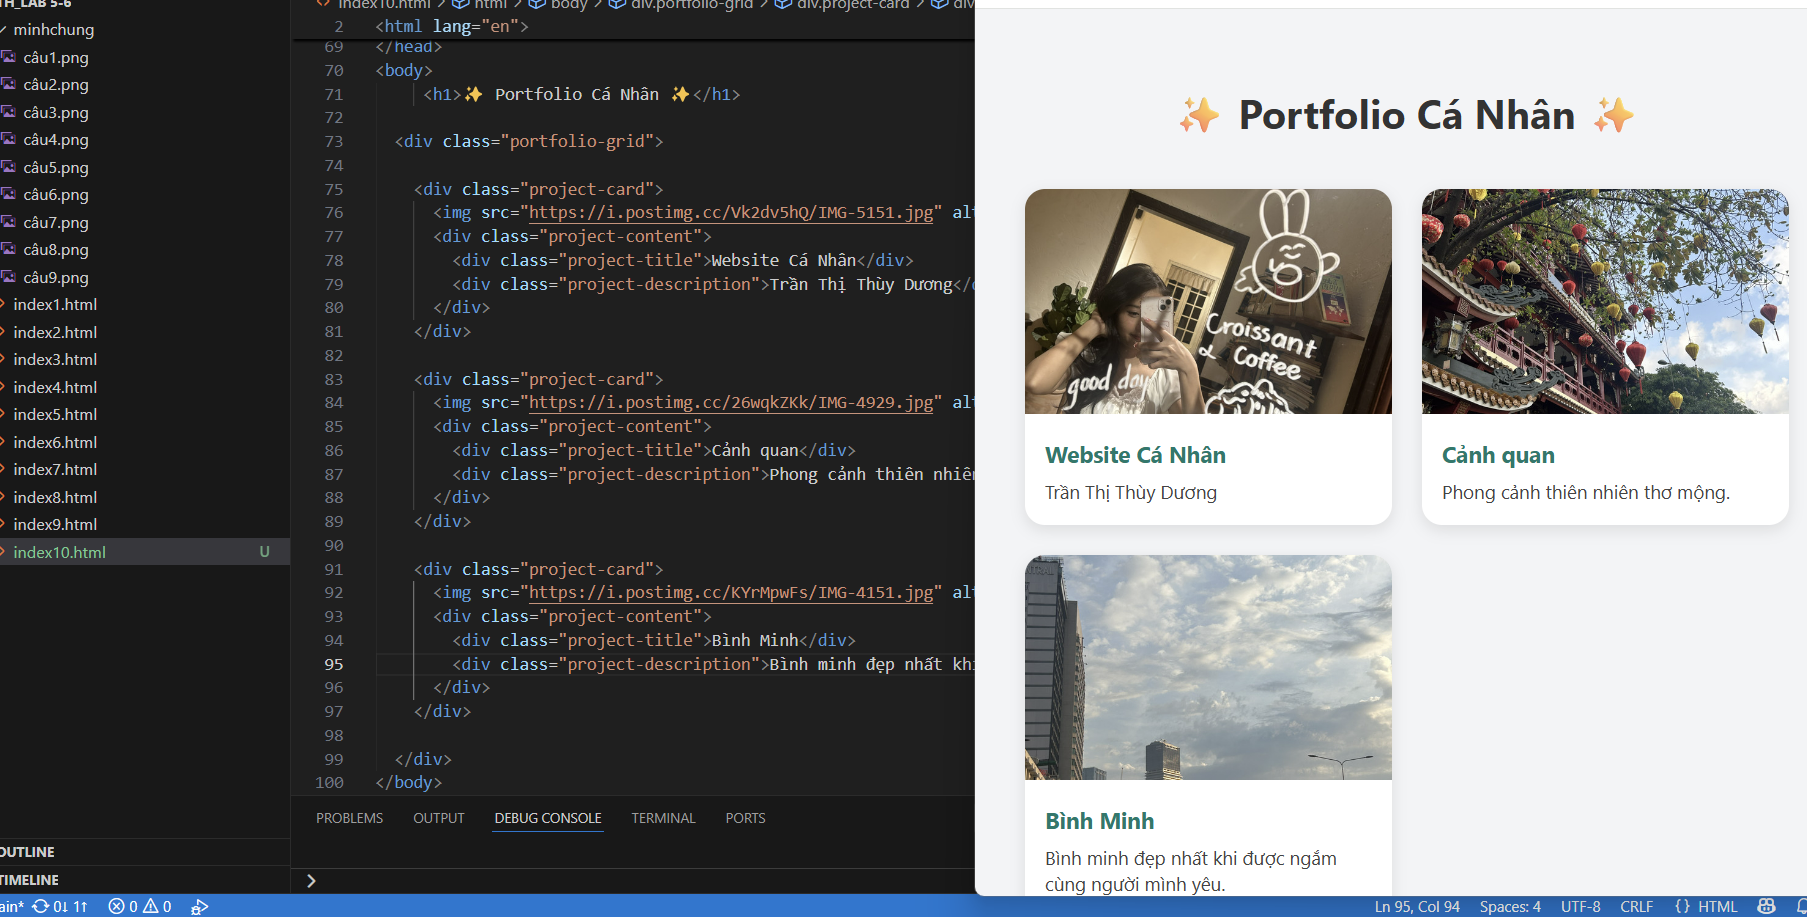 TH_LAB 5-6
minhchung
câu1.png
câu2.png
câu3.png
câu4.png
câu5.png
câu6.png
câu7.png
câu8.png
câu9.png
index1.html
index2.html
index3.html
index4.html
index5.html
index6.html
index7.html
index8.html
index9.html
index10.html U
OUTLINE
TIMELINE
index10.html > html > body > div.portfolio-grid > div.project-card > div
2 <html lang="en">
69 </head>
70 <body>
71 <h1>✨ Portfolio Cá Nhân ✨</h1>
72
73 <div class="portfolio-grid">
74
75 <div class="project-card">
76 <img src="https://i.postimg.cc/Vk2dv5hQ/IMG-5151.jpg" alt
77 <div class="project-content">
78 <div class="project-title">Website Cá Nhân</div>
79 <div class="project-description">Trần Thị Thùy Dương</
80 </div>
81 </div>
82
83 <div class="project-card">
84 <img src="https://i.postimg.cc/26wqkZKk/IMG-4929.jpg" alt
85 <div class="project-content">
86 <div class="project-title">Cảnh quan</div>
87 <div class="project-description">Phong cảnh thiên nhiên
88 </div>
89 </div>
90
91 <div class="project-card">
92 <img src="https://i.postimg.cc/KYrMpwFs/IMG-4151.jpg" alt
93 <div class="project-content">
94 <div class="project-title">Bình Minh</div>
95 <div class="project-description">Bình minh đẹp nhất khi
96 </div>
97 </div>
98
99 </div>
100 </body>
PROBLEMS OUTPUT DEBUG CONSOLE TERMINAL PORTS
>
✨ Portfolio Cá Nhân ✨
good day
Croissant
& Coffee
Website Cá Nhân
Trần Thị Thùy Dương
Cảnh quan
Phong cảnh thiên nhiên thơ mộng.
Bình Minh
Bình minh đẹp nhất khi được ngắm
cùng người mình yêu.
ain* 0↓ 1↑ 0 0 Ln 95, Col 94 Spaces: 4 UTF-8 CRLF {} HTML